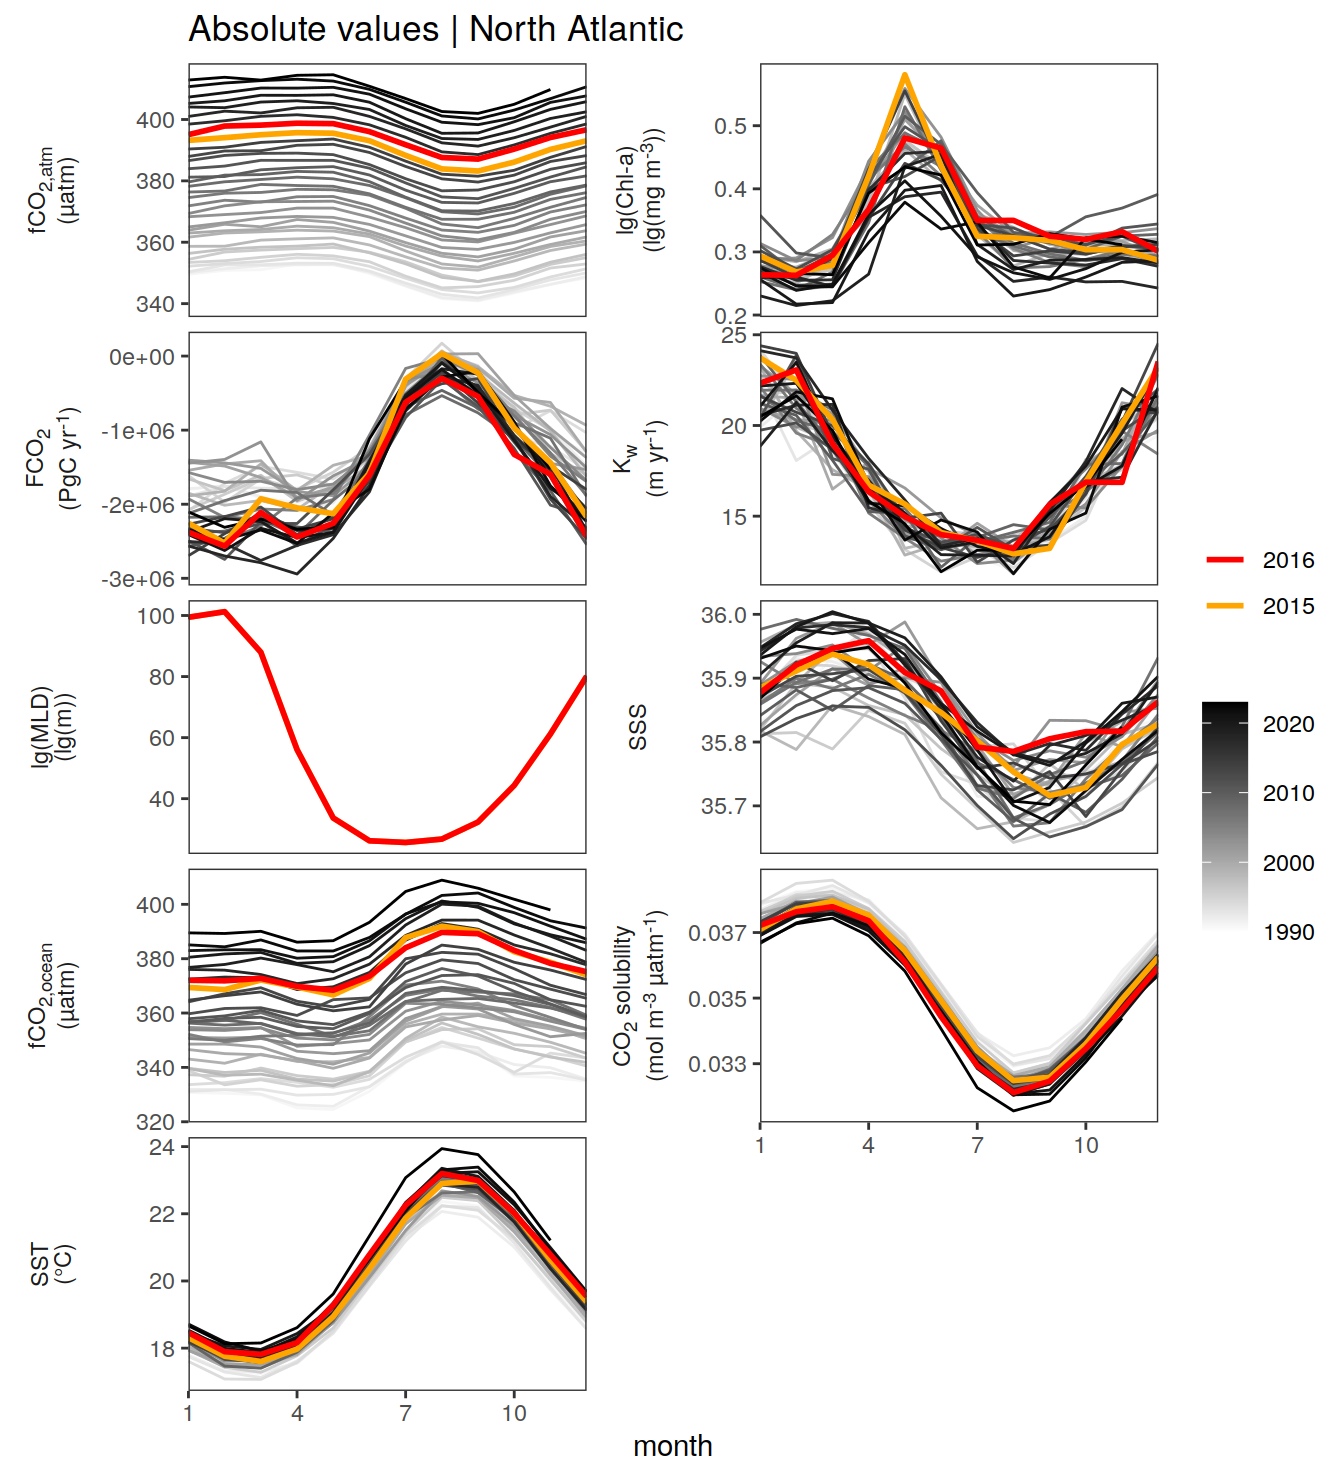 Absolute values | North Atlantic
fCO2,atm
(µatm)
400
380
360
340
lg(Chl-a)
(lg(mg m-3))
0.5
0.4
0.3
0.2
FCO2
(PgC yr-1)
0e+00
-1e+06
-2e+06
-3e+06
Kw
(m yr-1)
25
20
15
lg(MLD)
(lg(m))
100
80
60
40
SSS
36.0
35.9
35.8
35.7
fCO2,ocean
(µatm)
400
380
360
340
320
CO2 solubility
(mol m-3 µatm-1)
0.037
0.035
0.033
1 4 7 10
SST
(°C)
24
22
20
18
1 4 7 10
month
2016
2015
2020
2010
2000
1990